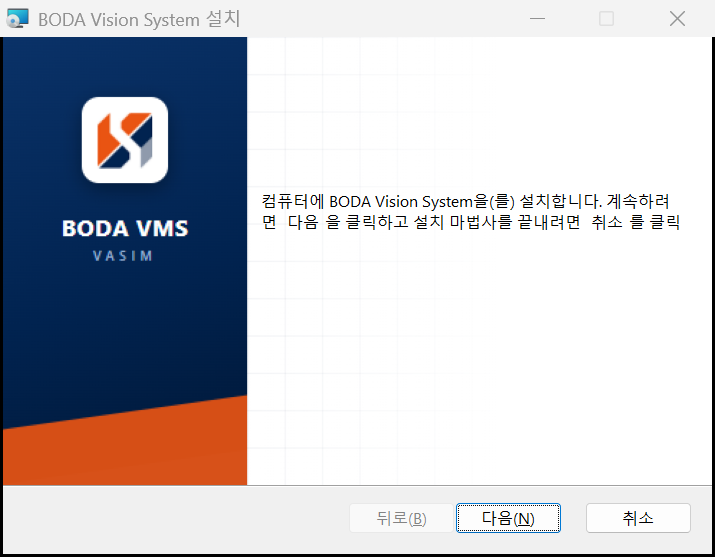 BODA Vision System 설치
BODA VMS
VASIM
컴퓨터에 BODA Vision System을(를) 설치합니다. 계속하려
면 다음 을 클릭하고 설치 마법사를 끝내려면 취소 를 클릭
뒤로(B)
다음(N)
취소